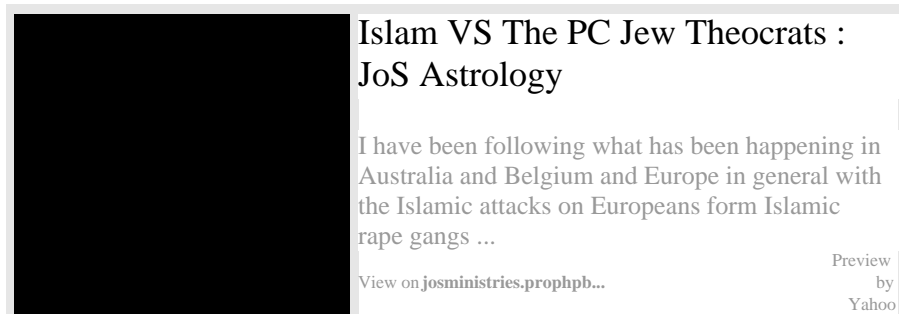 Islam VS The PC Jew Theocrats :
JoS Astrology
I have been following what has been happening in
Australia and Belgium and Europe in general with
the Islamic attacks on Europeans form Islamic
rape gangs ...
View on josministries.prophpb...
Preview
by
Yahoo